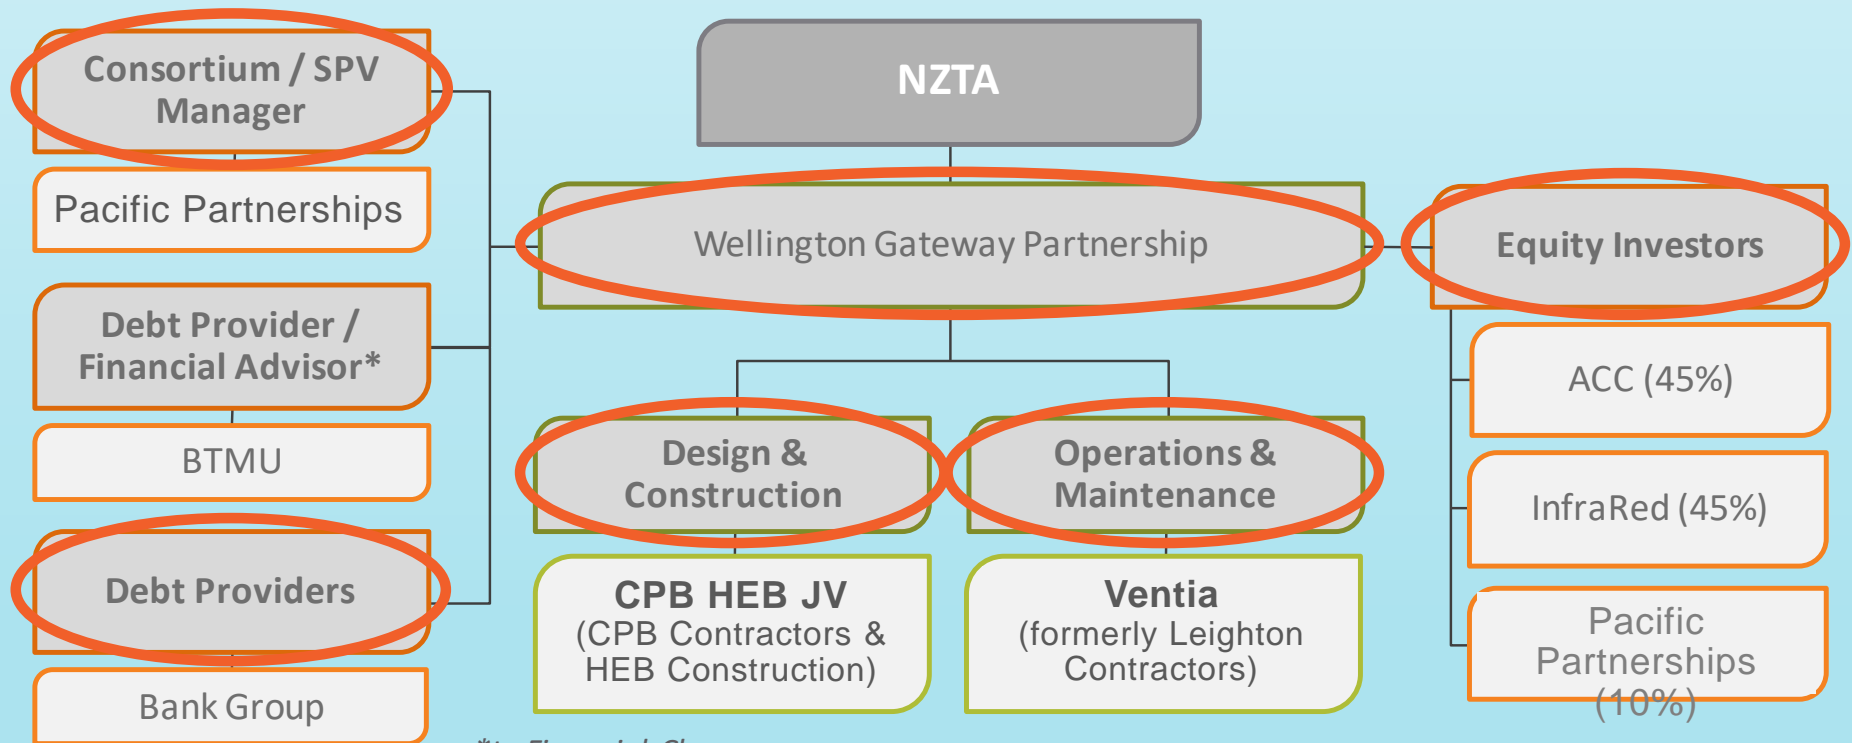 Consortium / SPV
Manager
Pacific Partnerships
Debt Provider /
Financial Advisor*
BTMU
Debt Providers
Bank Group
NZTA
Wellington Gateway Partnership
Design &
Construction
CPB HEB JV
(CPB Contractors &
HEB Construction)
Operations &
Maintenance
Ventia
(formerly Leighton
Contractors)
Equity Investors
ACC (45%)
InfraRed (45%)
Pacific
Partnerships
(10%)